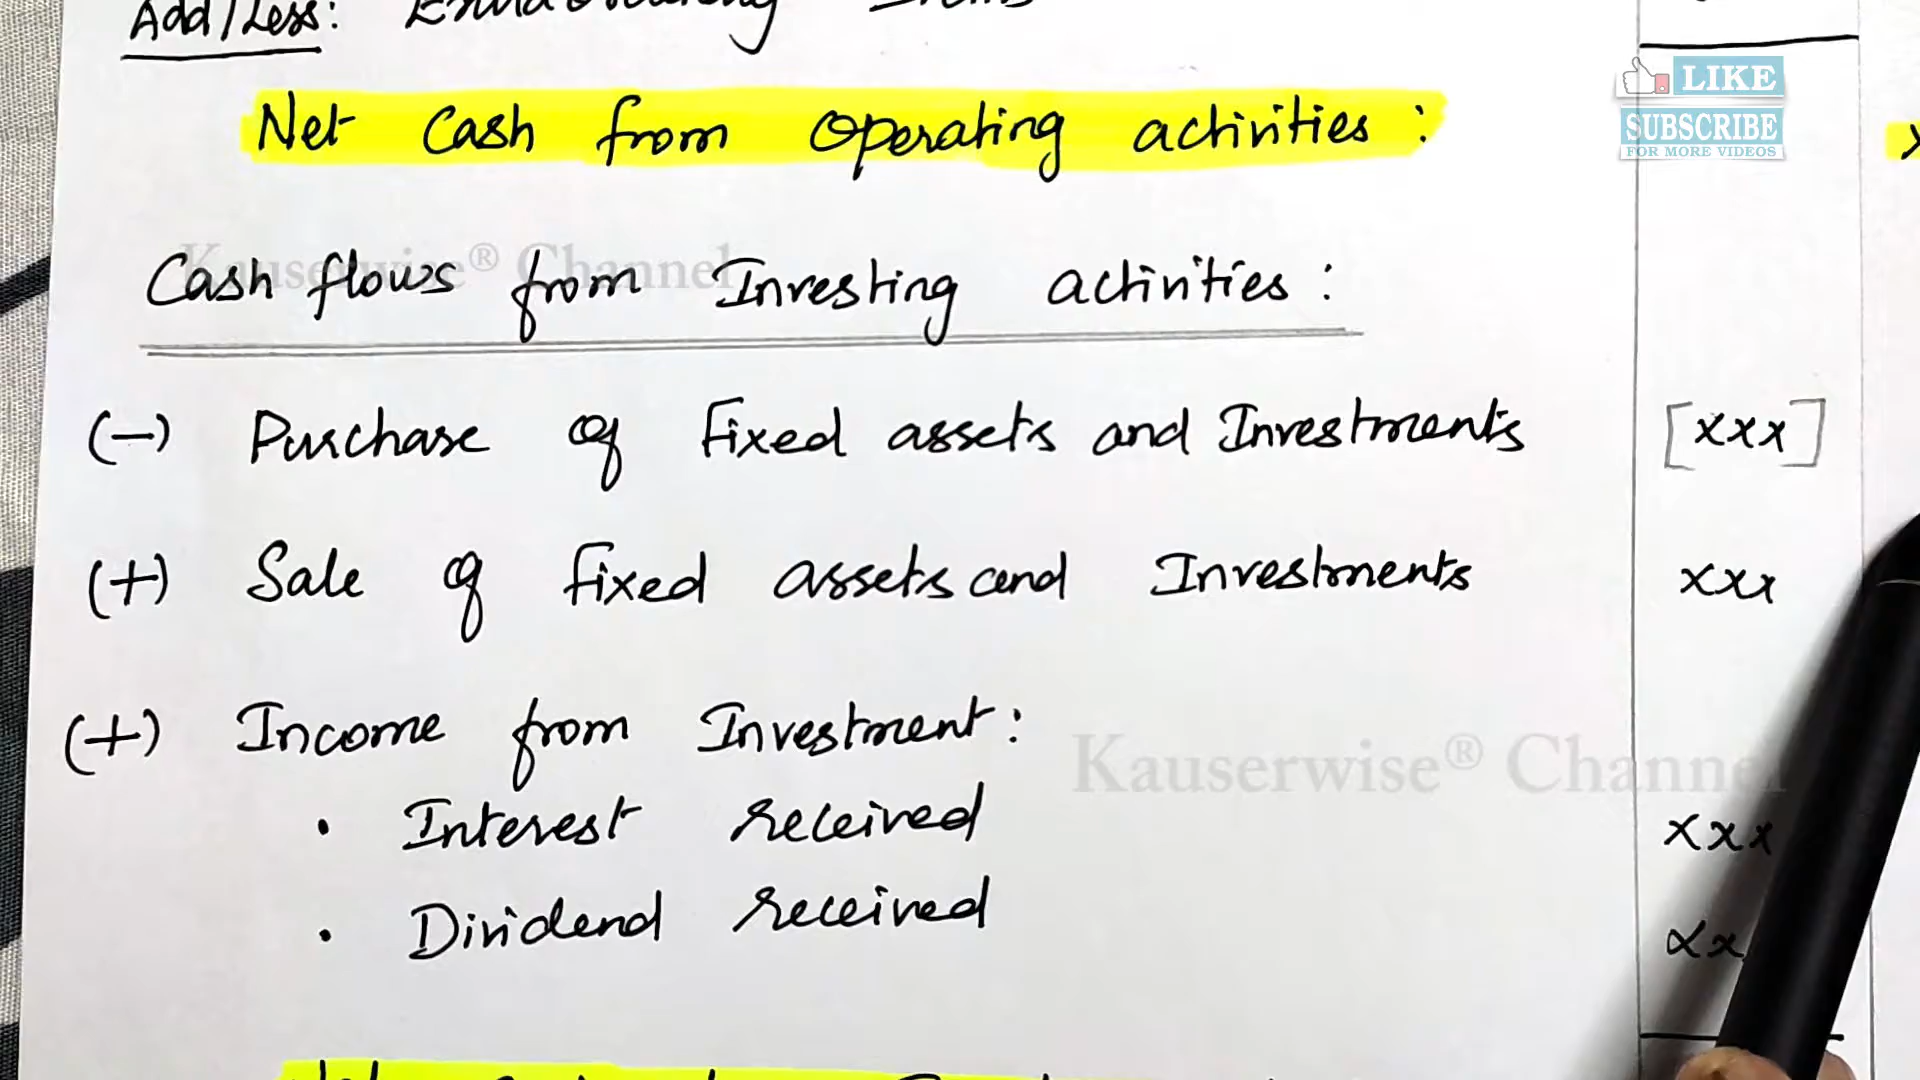 Add/Less:
LIKE
Net Cash from Operating activities:
SUBSCRIBE
FOR MORE VIDEOS
Kauserwise® Channel
Cash flows from Investing activities:
(-) Purchase of Fixed assets and Investments [xxx]
(+) Sale of fixed assets and Investments xxx
(+) Income from Investment:
Kauserwise® Channel
• Interest received xxx
• Dividend received